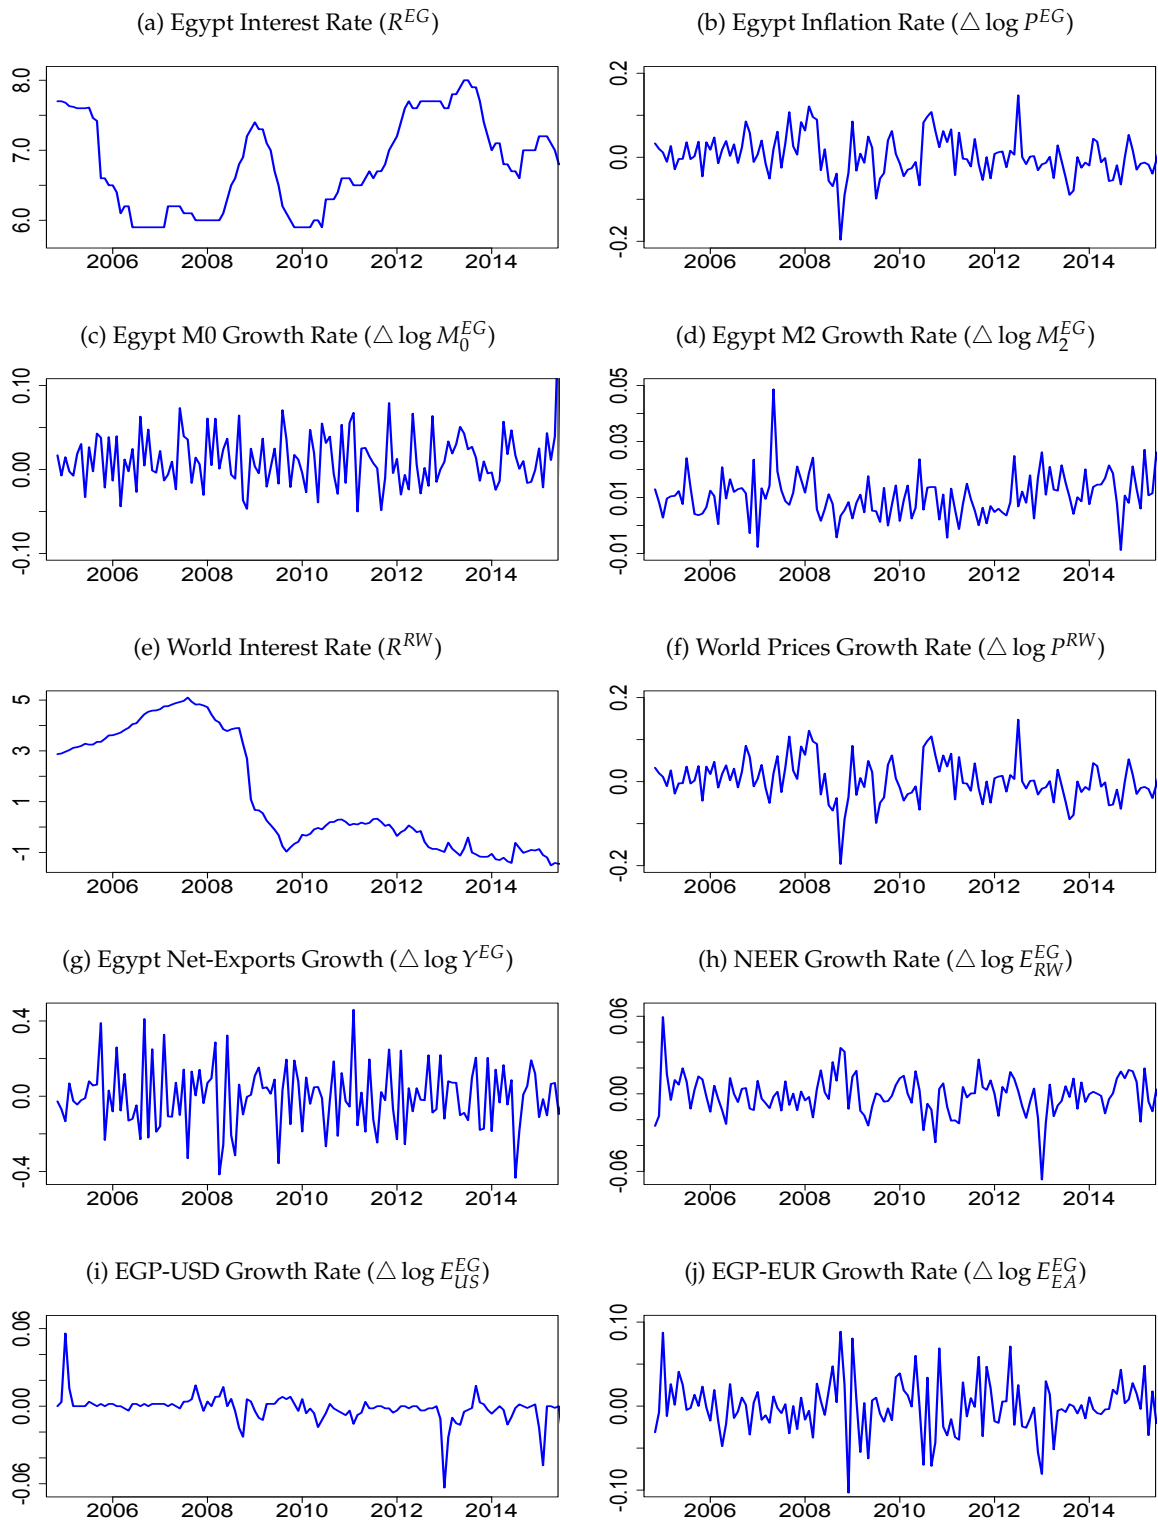 (a) Egypt Interest Rate (R^{EG})
8.0
7.0
6.0
2006 2008 2010 2012 2014
(b) Egypt Inflation Rate (△ log P^{EG})
0.2
0.0
-0.2
2006 2008 2010 2012 2014
(c) Egypt M0 Growth Rate (△ log M_0^{EG})
0.10
0.00
-0.10
2006 2008 2010 2012 2014
(d) Egypt M2 Growth Rate (△ log M_2^{EG})
0.05
0.03
0.01
-0.01
2006 2008 2010 2012 2014
(e) World Interest Rate (R^{RW})
5
3
1
-1
2006 2008 2010 2012 2014
(f) World Prices Growth Rate (△ log P^{RW})
0.2
0.0
-0.2
2006 2008 2010 2012 2014
(g) Egypt Net-Exports Growth (△ log Y^{EG})
0.4
0.0
-0.4
2006 2008 2010 2012 2014
(h) NEER Growth Rate (△ log E_{RW}^{EG})
0.06
0.00
-0.06
2006 2008 2010 2012 2014
(i) EGP-USD Growth Rate (△ log E_{US}^{EG})
0.06
0.00
-0.06
2006 2008 2010 2012 2014
(j) EGP-EUR Growth Rate (△ log E_{EA}^{EG})
0.10
0.00
-0.10
2006 2008 2010 2012 2014